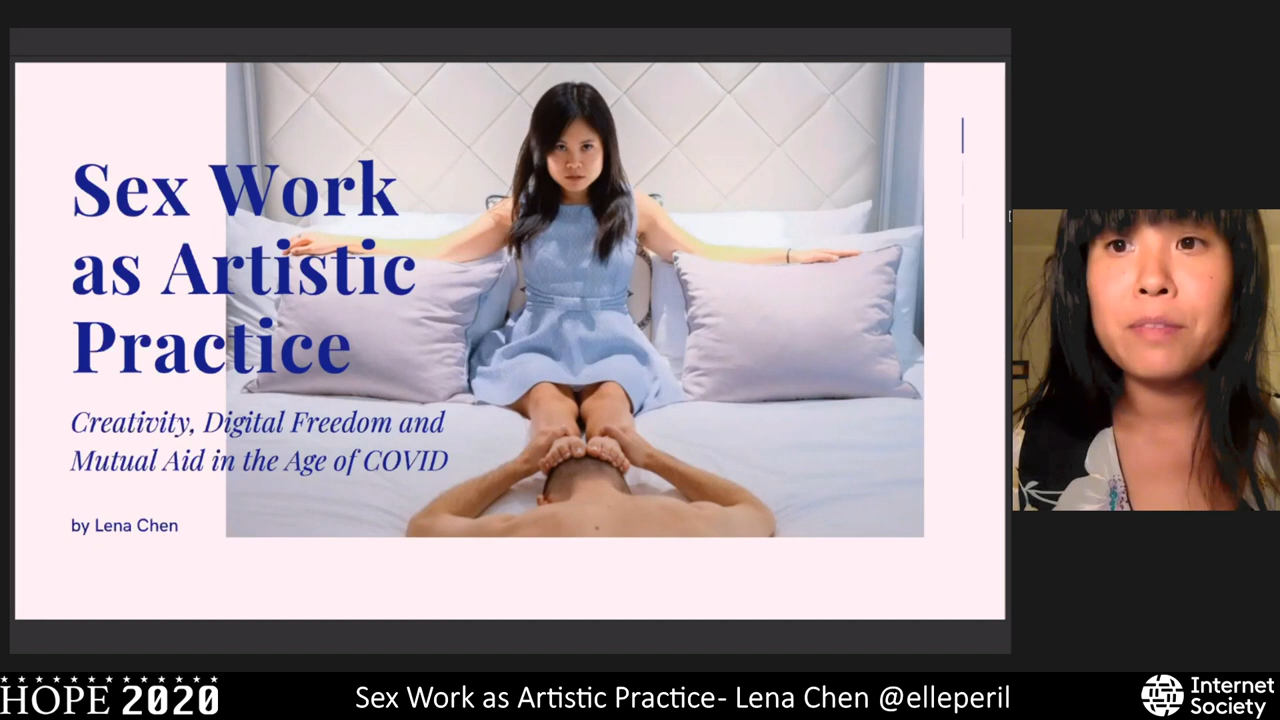 Sex Work
as Artistic
Practice
Creativity, Digital Freedom and
Mutual Aid in the Age of COVID
by Lena Chen
HOPE 2020
Sex Work as Artistic Practice- Lena Chen @elleperil
Internet
Society